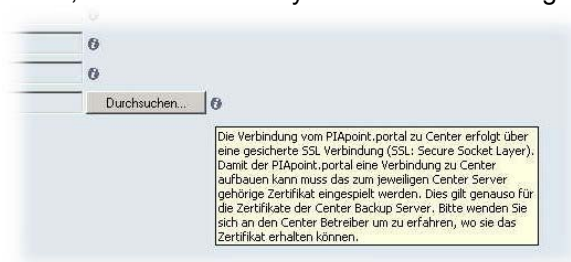 Durchsuchen...
Die Verbindung vom PIApoint.portal zu Center erfolgt über
eine gesicherte SSL Verbindung (SSL: Secure Socket Layer).
Damit der PIApoint.portal eine Verbindung zu Center
aufbauen kann muss das zum jeweiligen Center Server
gehörige Zertifikat eingespielt werden. Dies gilt genauso für
die Zertifikate der Center Backup Server. Bitte wenden Sie
sich an den Center Betreiber um zu erfahren, wo sie das
Zertifikat erhalten können.